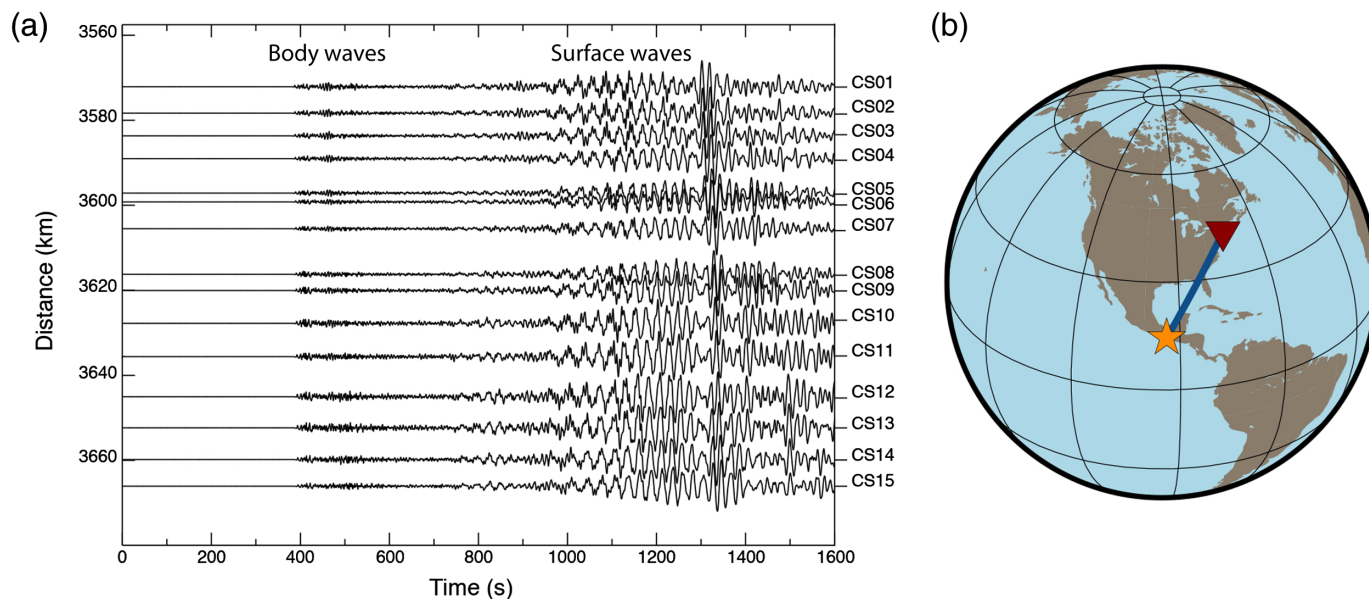 (a)
(b)
Body waves
Surface waves
3560
3580
3600
3620
3640
3660
Distance (km)
CS01
CS02
CS03
CS04
CS05
CS06
CS07
CS08
CS09
CS10
CS11
CS12
CS13
CS14
CS15
0
200
400
600
800
1000
1200
1400
1600
Time (s)